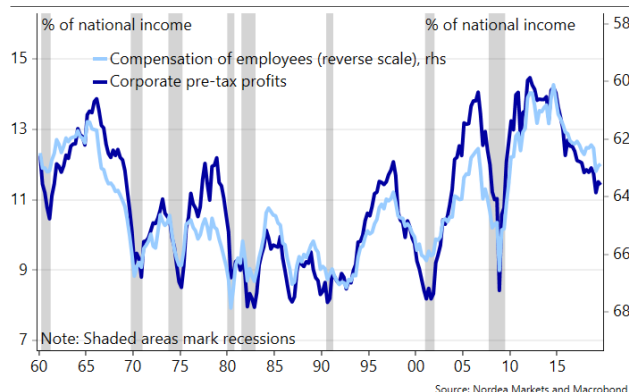 % of national income
% of national income
58
15
Compensation of employees (reverse scale), rhs
Corporate pre-tax profits
60
13
62
11
64
9
66
68
7
Note: Shaded areas mark recessions
60 65 70 75 80 85 90 95 00 05 10 15
Source: Nordea Markets and Macrobond